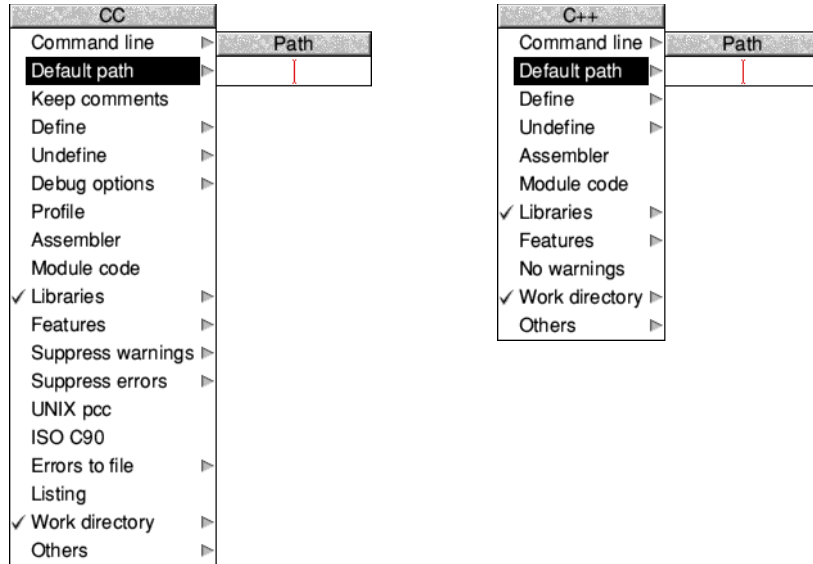 CC
Command line
Path
Default path
Keep comments
Define
Undefine
Debug options
Profile
Assembler
Module code
Libraries
Features
Suppress warnings
Suppress errors
UNIX pcc
ISO C90
Errors to file
Listing
Work directory
Others
C++
Command line
Path
Default path
Define
Undefine
Assembler
Module code
Libraries
Features
No warnings
Work directory
Others